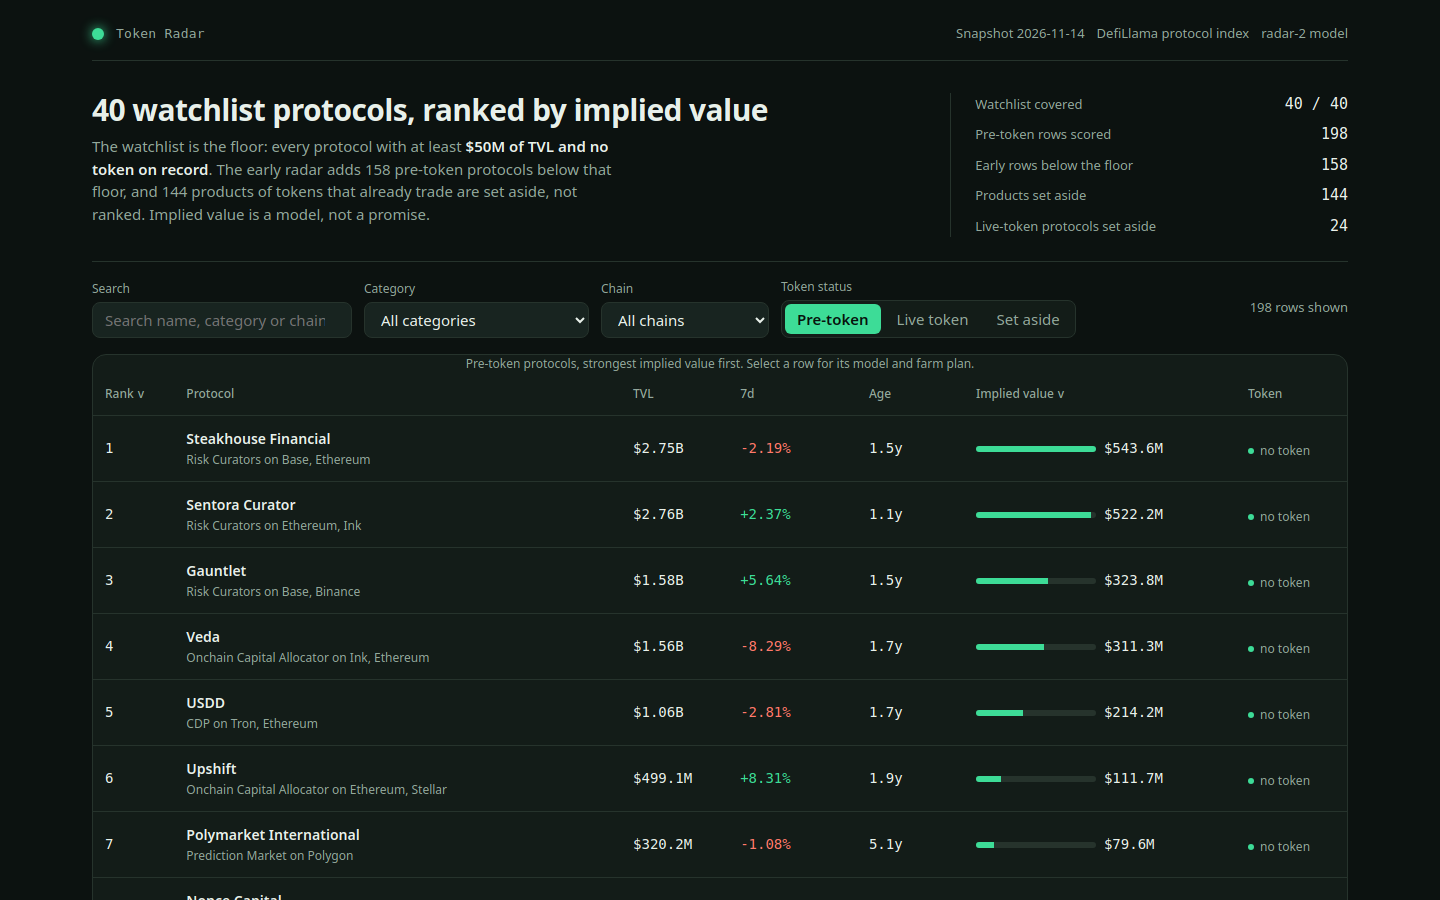 Token Radar
Snapshot 2026-11-14 DefiLlama protocol index radar-2 model
40 watchlist protocols, ranked by implied value
The watchlist is the floor: every protocol with at least $50M of TVL and no
token on record. The early radar adds 158 pre-token protocols below that
floor, and 144 products of tokens that already trade are set aside, not
ranked. Implied value is a model, not a promise.
Watchlist covered 40 / 40
Pre-token rows scored 198
Early rows below the floor 158
Products set aside 144
Live-token protocols set aside 24
Search Category Chain Token status
Search name, category or chain All categories All chains Pre-token Live token Set aside 198 rows shown
Pre-token protocols, strongest implied value first. Select a row for its model and farm plan.
Rank v Protocol TVL 7d Age Implied value v Token
1 Steakhouse Financial $2.75B -2.19% 1.5y $543.6M no token
Risk Curators on Base, Ethereum
2 Sentora Curator $2.76B +2.37% 1.1y $522.2M no token
Risk Curators on Ethereum, Ink
3 Gauntlet $1.58B +5.64% 1.5y $323.8M no token
Risk Curators on Base, Binance
4 Veda $1.56B -8.29% 1.7y $311.3M no token
Onchain Capital Allocator on Ink, Ethereum
5 USDD $1.06B -2.81% 1.7y $214.2M no token
CDP on Tron, Ethereum
6 Upshift $499.1M +8.31% 1.9y $111.7M no token
Onchain Capital Allocator on Ethereum, Stellar
7 Polymarket International $320.2M -1.08% 5.1y $79.6M no token
Prediction Market on Polygon